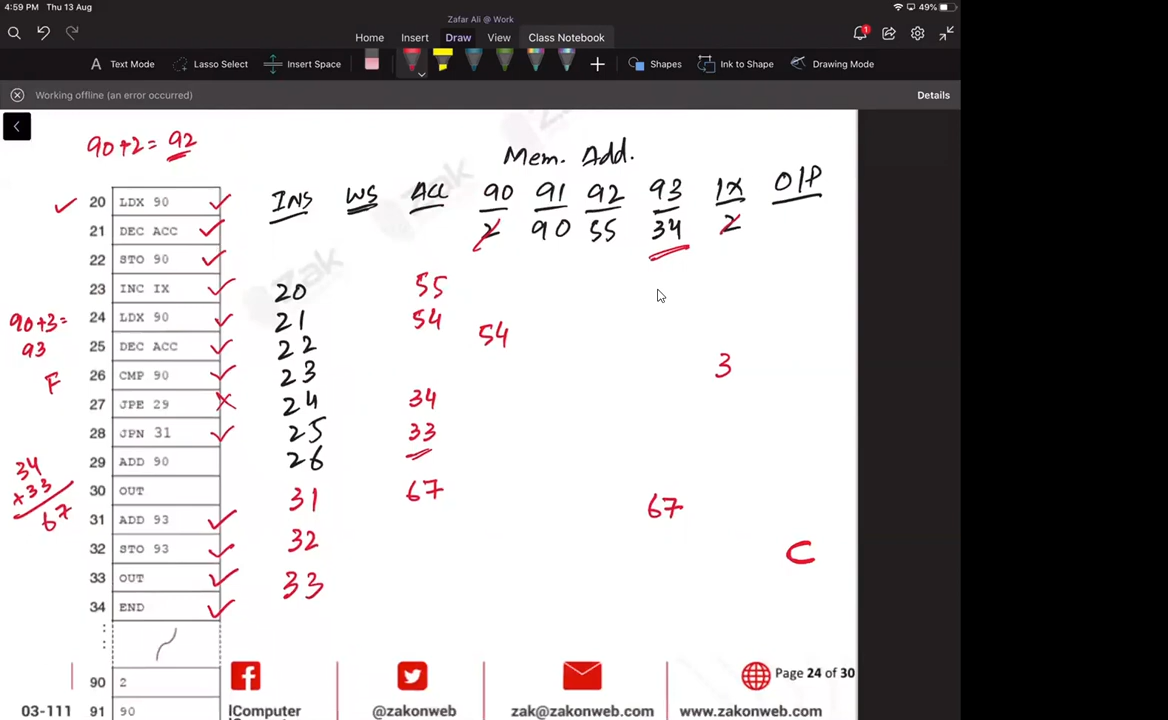 4:59 PM Thu 13 Aug
49%
Zafar Ali @ Work
Home Insert Draw View Class Notebook
1
Text Mode Lasso Select Insert Space Shapes Ink to Shape Drawing Mode
Working offline (an error occurred) Details
90+2= 92
Mem. Add.
INS WS ACC 90 91 92 93 IX O/P
2 90 55 34 2
20 LDX 90
21 DEC ACC
22 STO 90
23 INC IX
24 LDX 90
25 DEC ACC
26 CMP 90
27 JPE 29
28 JPN 31
29 ADD 90
30 OUT
31 ADD 93
32 STO 93
33 OUT
34 END
90 2
91 90
90+3=
93
F
34
+33
67
20 55
21 54
22 54
23 3
24 34
25 33
26
31 67
32 67
33 C
Zak
Page 24 of 30
03-111
|Computer @zakonweb zak@zakonweb.com www.zakonweb.com